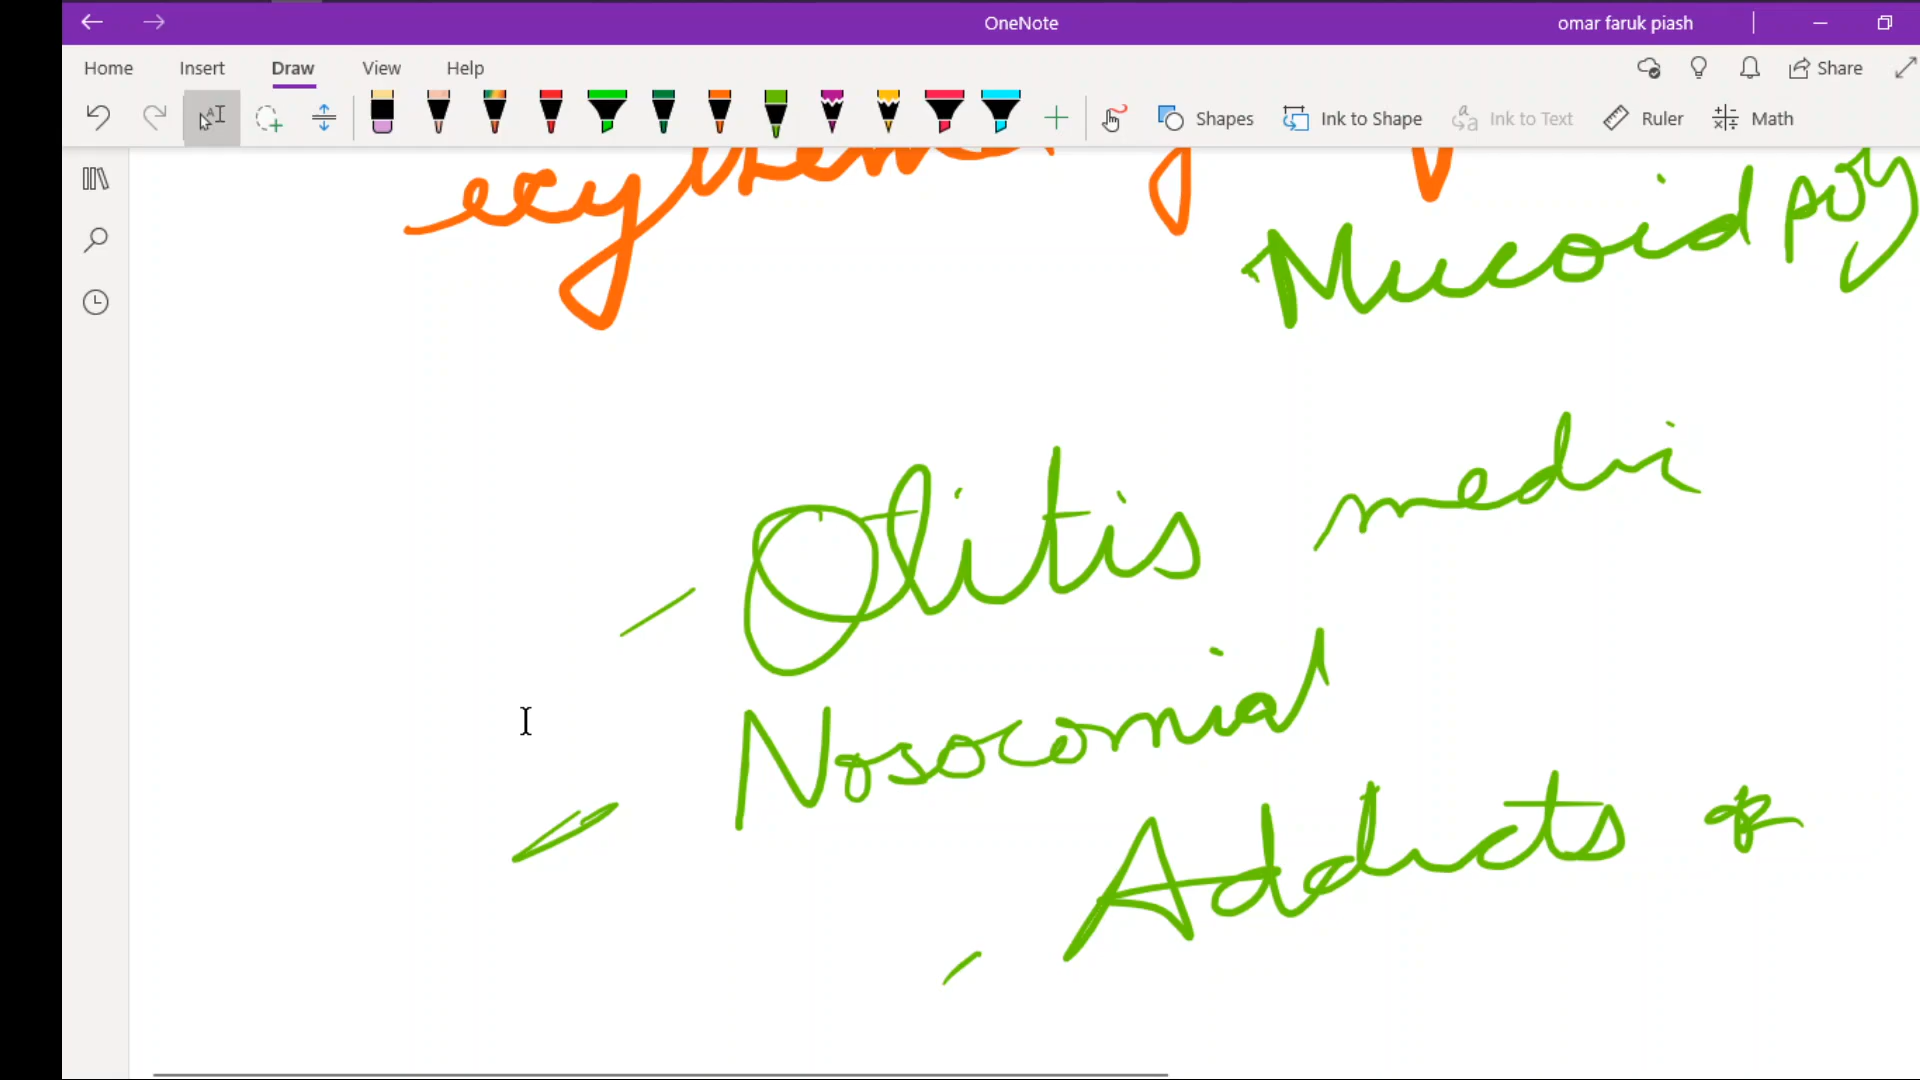 OneNote omar faruk piash
Home Insert Draw View Help Share
Shapes Ink to Shape Ink to Text Ruler Math
Mucoid poly
- Otitis medi
- Nosocomial
- Addicts